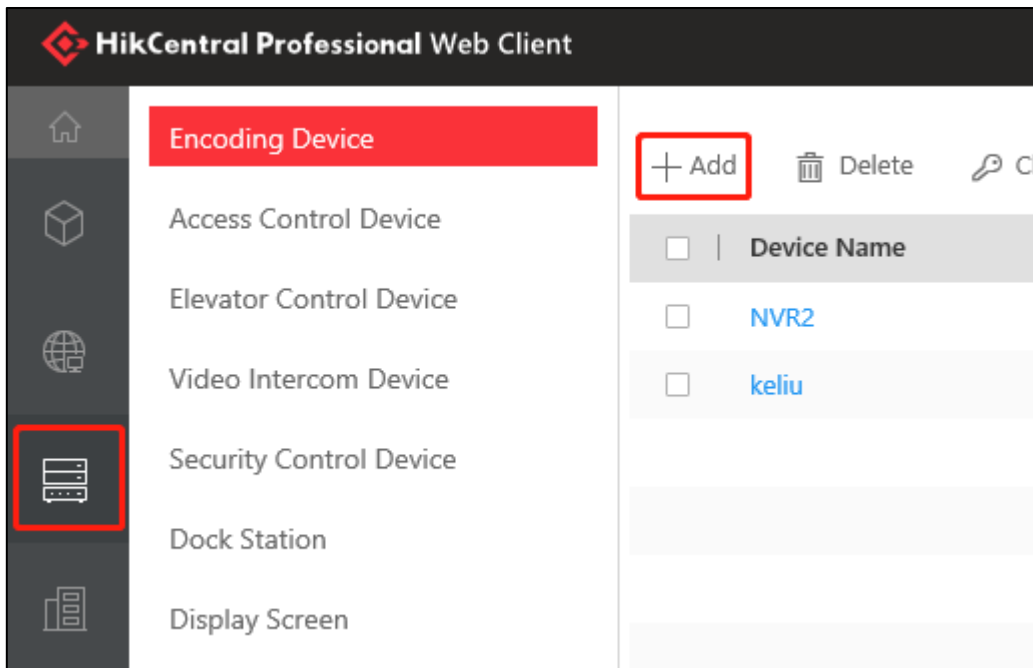 HikCentral Professional Web Client
Encoding Device
Access Control Device
Elevator Control Device
Video Intercom Device
Security Control Device
Dock Station
Display Screen
Add Delete
Device Name
NVR2
keliu